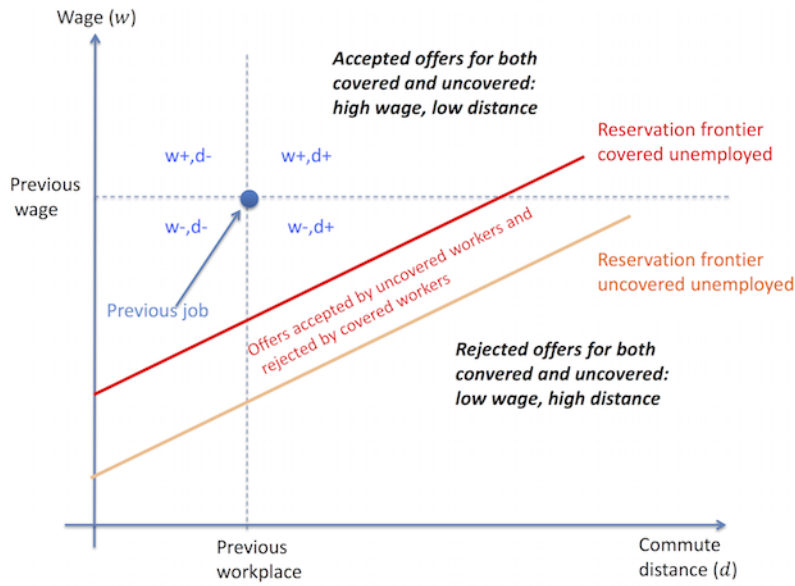 Wage (w)
Accepted offers for both
covered and uncovered:
high wage, low distance
Reservation frontier
covered unemployed
w+,d-
w+,d+
Previous
wage
w-,d-
w-,d+
Previous job
Offers accepted by uncovered workers and
rejected by covered workers
Reservation frontier
uncovered unemployed
Rejected offers for both
convered and uncovered:
low wage, high distance
Previous
workplace
Commute
distance (d)